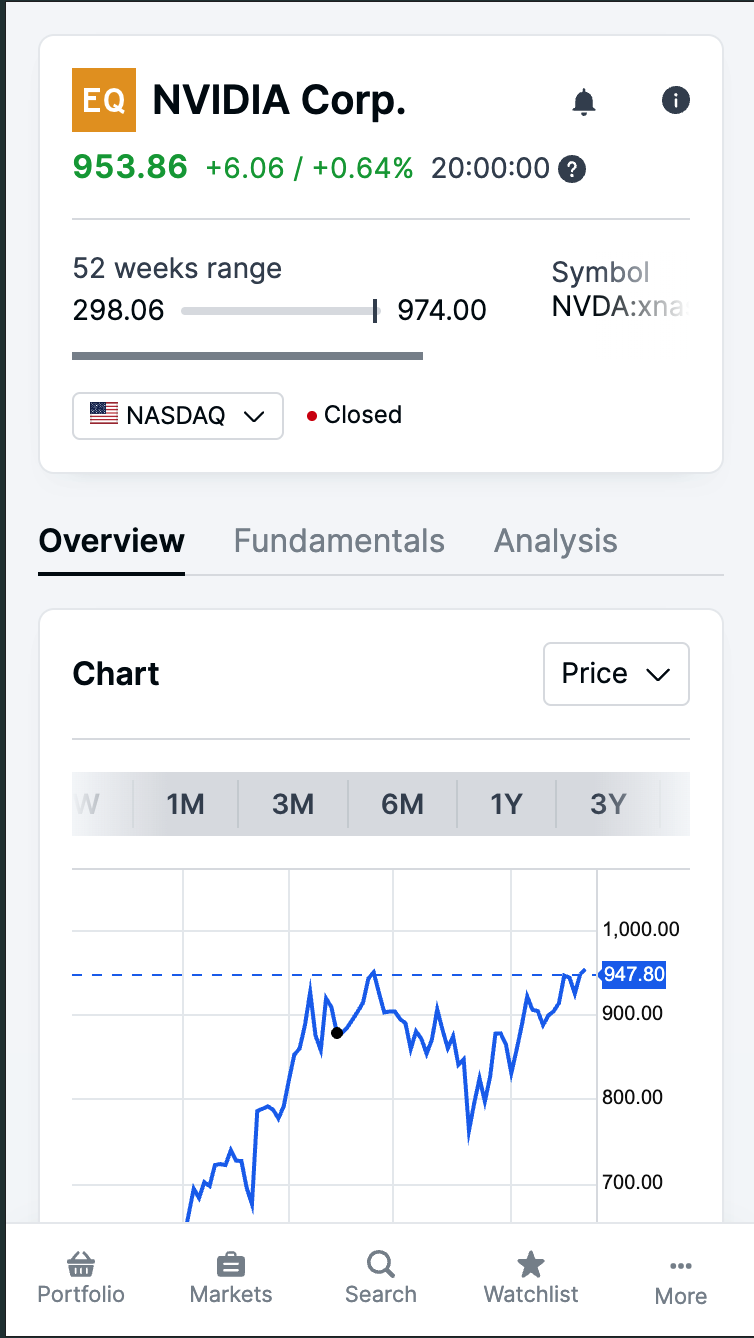 EQ NVIDIA Corp.
953.86 +6.06 / +0.64% 20:00:00 ?
52 weeks range
298.06 974.00
Symbol
NVDA:xna
NASDAQ Closed
Overview Fundamentals Analysis
Chart Price
W 1M 3M 6M 1Y 3Y
1,000.00
947.80
900.00
800.00
700.00
Portfolio Markets Search Watchlist More